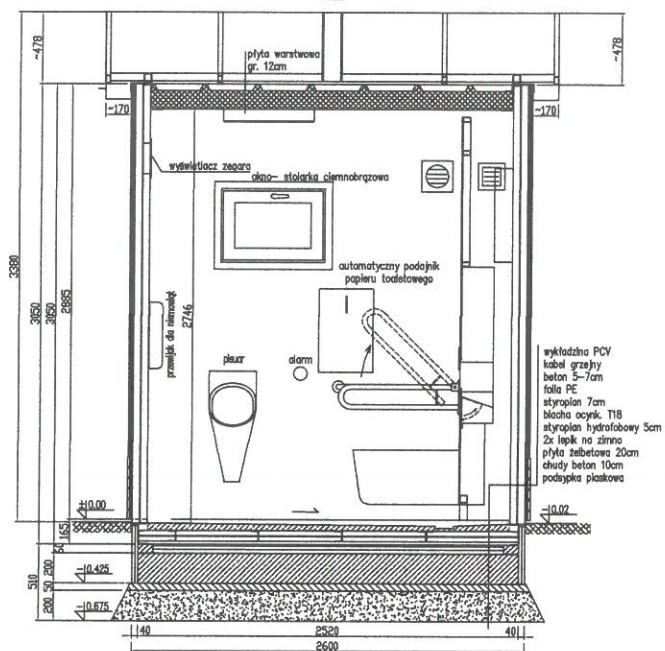 ~478
~478
płyta warstwowa
gr. 12cm
~170
~170
wyświetlacz zegara
okno- stolarka ciemnobrązowa
automatyczny podajnik
papieru toaletowego
3380
3050
3050
2885
2746
przewijak dla niemowląt
pisuar
alarm
wykładzina PCV
kabel grzejny
beton 5-7cm
folia PE
styropian 7cm
blacha ocynk. T18
styropian hydrofobowy 5cm
2x lepik na zimno
płyta żelbetowa 20cm
chudy beton 10cm
podsypka piaskowa
±0.00
-0.02
165
50
510
200
-0.425
50
200
-0.675
40
2520
40
2600